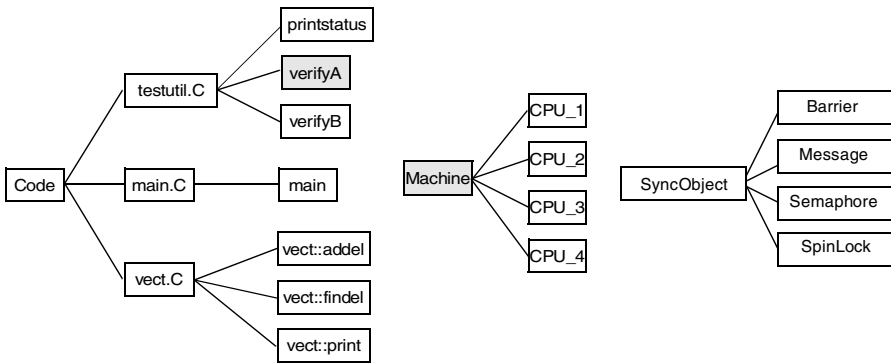 Code
testutil.C
main.C
vect.C
printstatus
verifyA
verifyB
main
vect::addel
vect::findel
vect::print
Machine
CPU_1
CPU_2
CPU_3
CPU_4
SyncObject
Barrier
Message
Semaphore
SpinLock